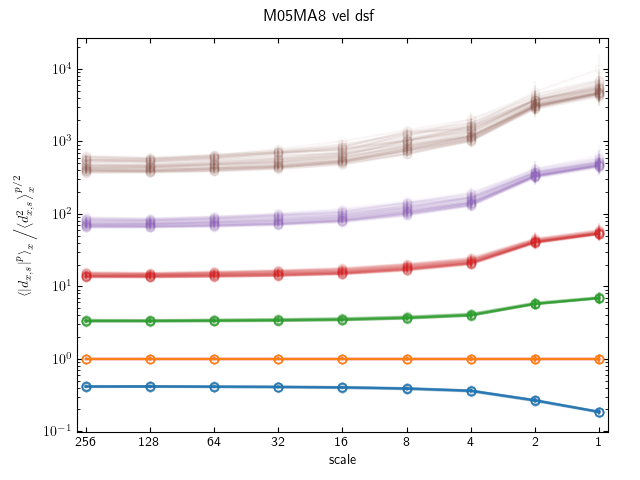 M05MA8 vel dsf
⟨|d_{x,s}|^p⟩_x / ⟨d_{x,s}^2⟩_x^{p/2}
10^4
10^3
10^2
10^1
10^0
10^{-1}
256 128 64 32 16 8 4 2 1
scale